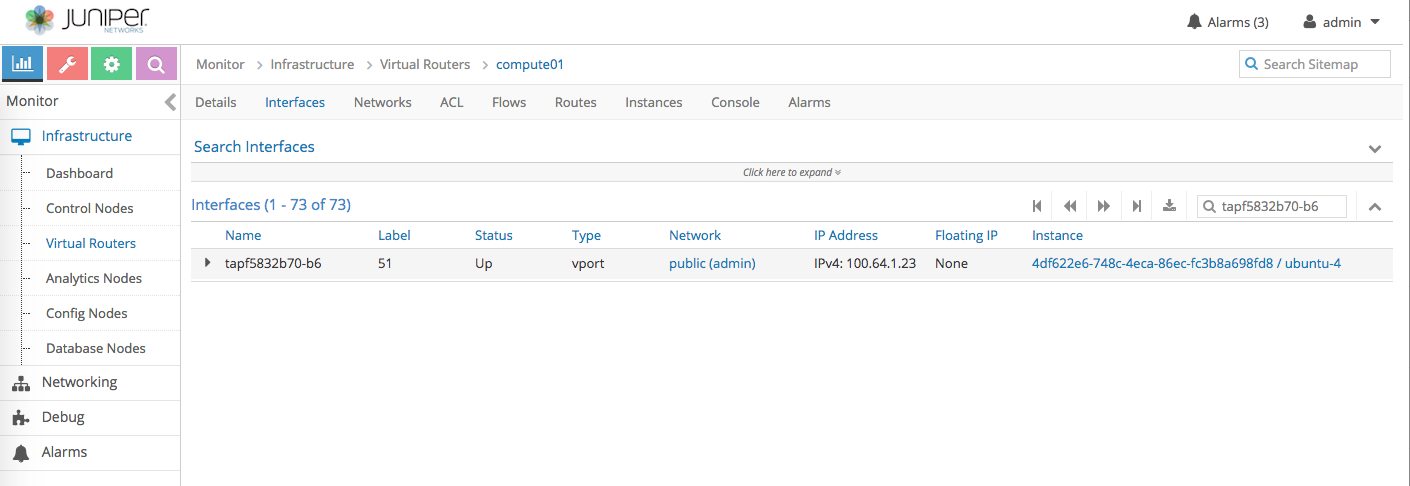 JUNIPER
NETWORKS
Alarms (3)
admin
Monitor > Infrastructure > Virtual Routers > compute01
Search Sitemap
Monitor
Details Interfaces Networks ACL Flows Routes Instances Console Alarms
Infrastructure
Dashboard
Control Nodes
Virtual Routers
Analytics Nodes
Config Nodes
Database Nodes
Networking
Debug
Alarms
Search Interfaces
Click here to expand
Interfaces (1 - 73 of 73)
tapf5832b70-b6
Name Label Status Type Network IP Address Floating IP Instance
tapf5832b70-b6 51 Up vport public (admin) IPv4: 100.64.1.23 None 4df622e6-748c-4eca-86ec-fc3b8a698fd8 / ubuntu-4